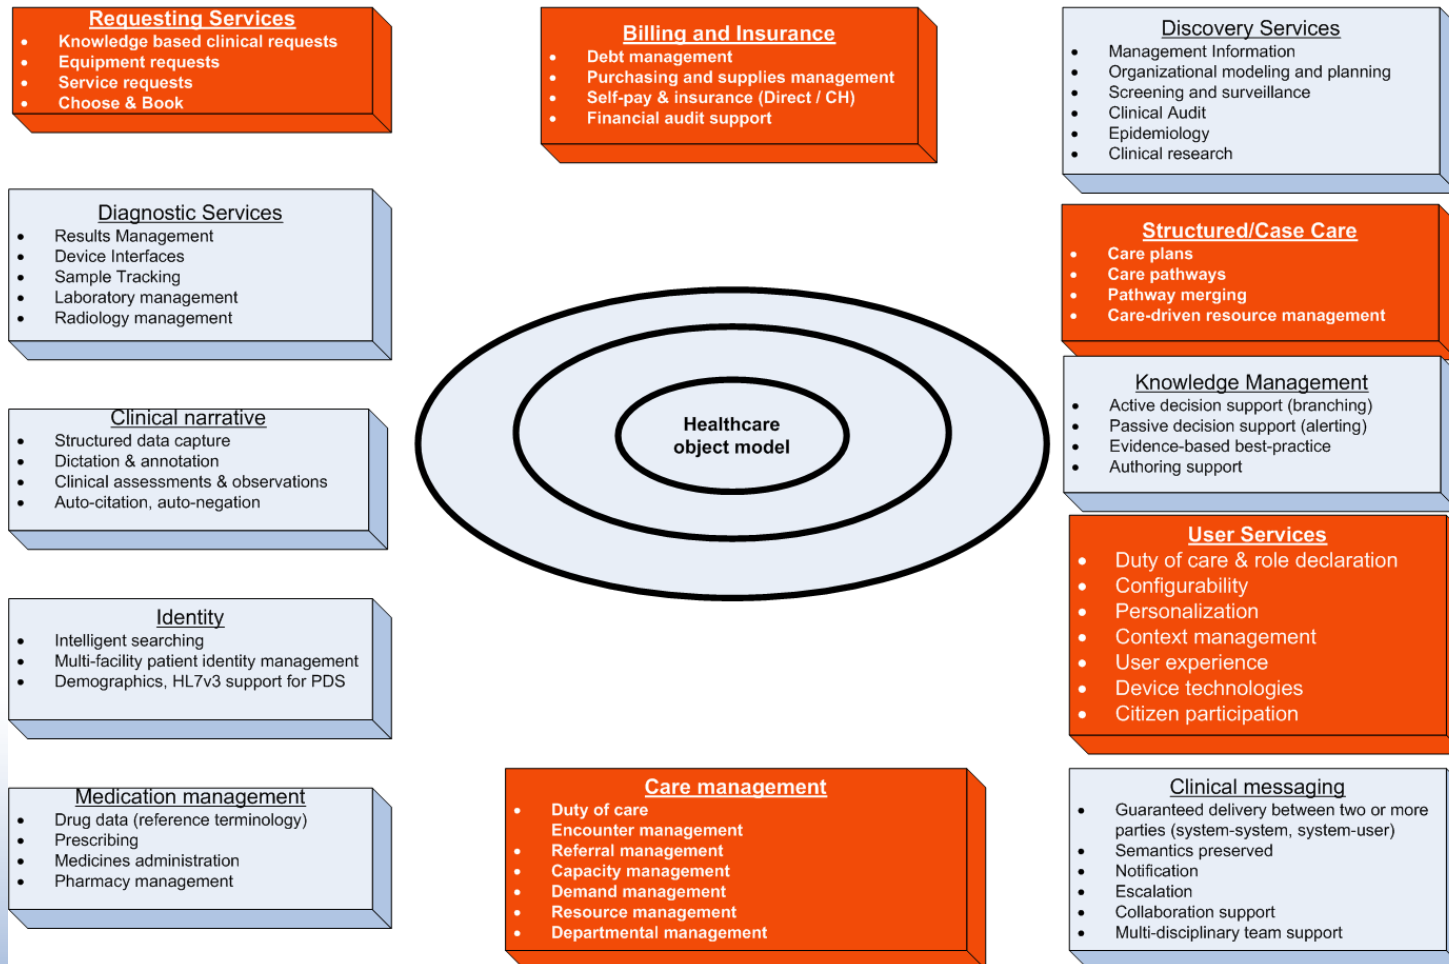 Requesting Services
• Knowledge based clinical requests
• Equipment requests
• Service requests
• Choose & Book
Billing and Insurance
• Debt management
• Purchasing and supplies management
• Self-pay & insurance (Direct / CH)
• Financial audit support
Discovery Services
• Management Information
• Organizational modeling and planning
• Screening and surveillance
• Clinical Audit
• Epidemiology
• Clinical research
Diagnostic Services
• Results Management
• Device Interfaces
• Sample Tracking
• Laboratory management
• Radiology management
Structured/Case Care
• Care plans
• Care pathways
• Pathway merging
• Care-driven resource management
Healthcare
object model
Knowledge Management
• Active decision support (branching)
• Passive decision support (alerting)
• Evidence-based best-practice
• Authoring support
Clinical narrative
• Structured data capture
• Dictation & annotation
• Clinical assessments & observations
• Auto-citation, auto-negation
User Services
• Duty of care & role declaration
• Configurability
• Personalization
• Context management
• User experience
• Device technologies
• Citizen participation
Identity
• Intelligent searching
• Multi-facility patient identity management
• Demographics, HL7v3 support for PDS
Medication management
• Drug data (reference terminology)
• Prescribing
• Medicines administration
• Pharmacy management
Care management
• Duty of care
Encounter management
• Referral management
• Capacity management
• Demand management
• Resource management
• Departmental management
Clinical messaging
• Guaranteed delivery between two or more
parties (system-system, system-user)
• Semantics preserved
• Notification
• Escalation
• Collaboration support
• Multi-disciplinary team support